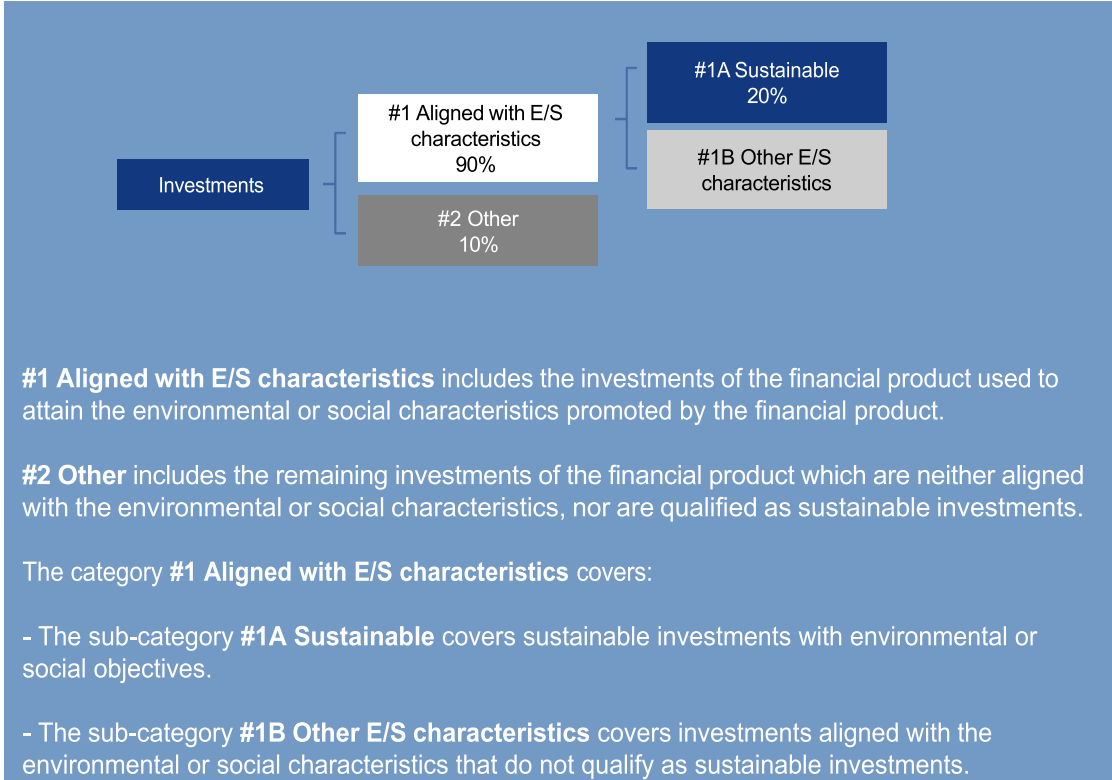 #1A Sustainable
20%
#1 Aligned with E/S
characteristics
90%
#1B Other E/S
characteristics
Investments
#2 Other
10%
#1 Aligned with E/S characteristics includes the investments of the financial product used to
attain the environmental or social characteristics promoted by the financial product.
#2 Other includes the remaining investments of the financial product which are neither aligned
with the environmental or social characteristics, nor are qualified as sustainable investments.
The category #1 Aligned with E/S characteristics covers:
- The sub-category #1A Sustainable covers sustainable investments with environmental or
social objectives.
- The sub-category #1B Other E/S characteristics covers investments aligned with the
environmental or social characteristics that do not qualify as sustainable investments.